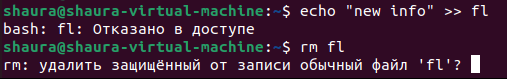 shaura@shaura-virtual-machine:~$ echo "new info" >> fl
bash: fl: Отказано в доступе
shaura@shaura-virtual-machine:~$ rm fl
rm: удалить защищённый от записи обычный файл 'fl'?